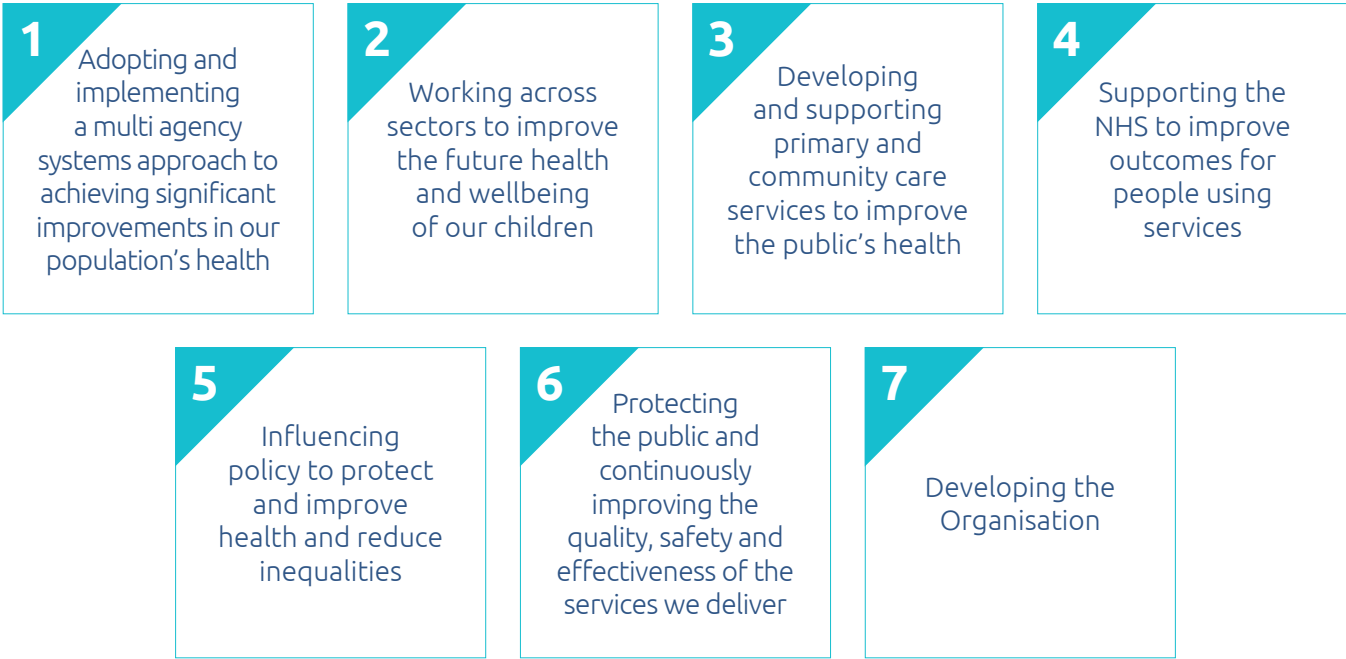 1
Adopting and
implementing
a multi agency
systems approach to
achieving significant
improvements in our
population’s health
2
Working across
sectors to improve
the future health
and wellbeing
of our children
3
Developing
and supporting
primary and
community care
services to improve
the public’s health
4
Supporting the
NHS to improve
outcomes for
people using
services
5
Influencing
policy to protect
and improve
health and reduce
inequalities
6
Protecting
the public and
continuously
improving the
quality, safety and
effectiveness of the
services we deliver
7
Developing the
Organisation